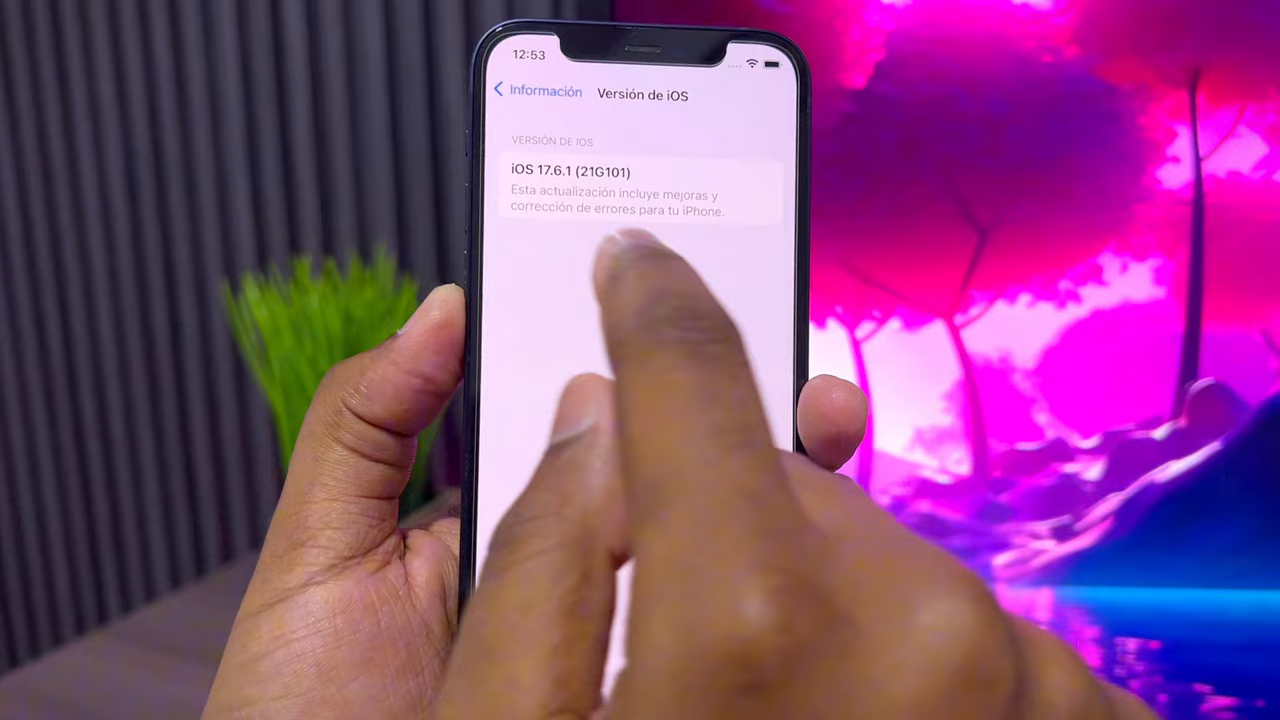 12:53
Información
Versión de iOS
VERSIÓN DE IOS
iOS 17.6.1 (21G101)
Esta actualización incluye mejoras y
corrección de errores para tu iPhone.